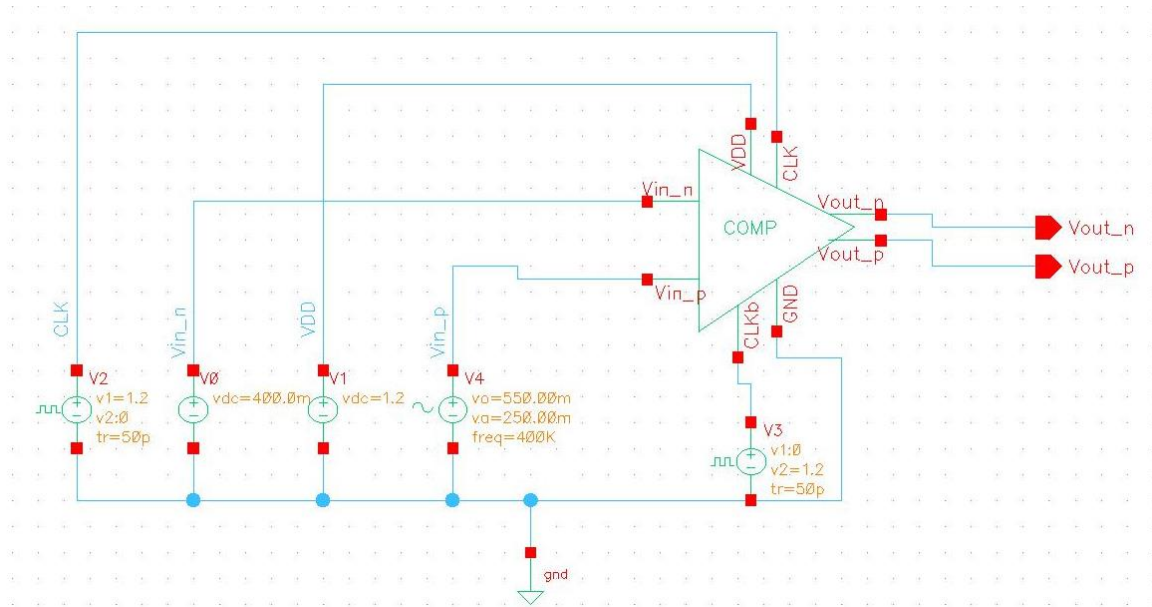 VDD
CLK
Vin_n
Vout_n
COMP
Vout_n
Vout_p
Vout_p
Vin_p
GND
CLKb
CLK
Vin_n
VDD
Vin_p
V2
v1=1.2
v2:0
tr=50p
V0
vdc=400.0m
V1
vdc=1.2
V4
vo=550.00m
va=250.00m
freq=400K
V3
v1:0
v2=1.2
tr=50p
gnd